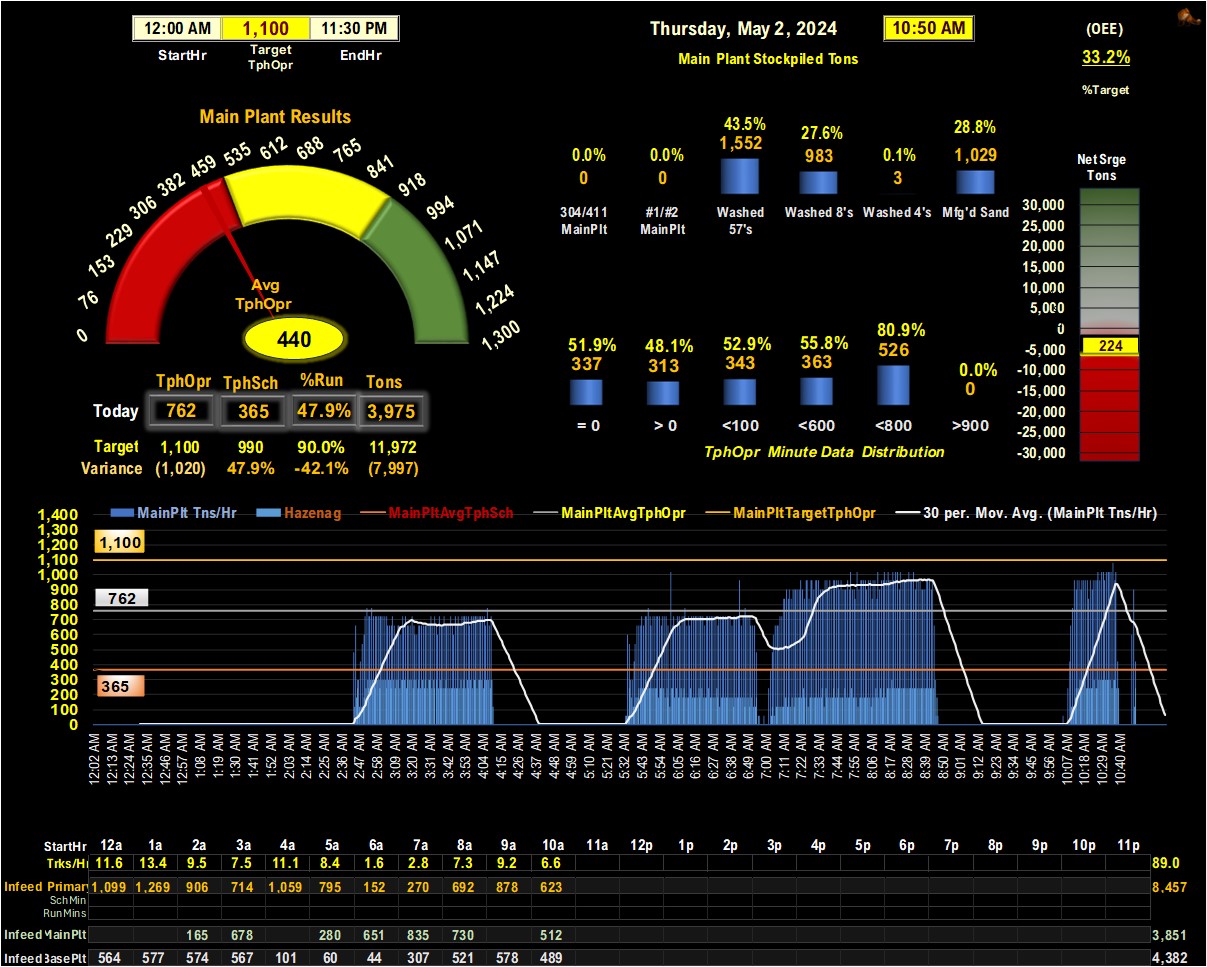 12:00 AM 1,100 11:30 PM
StartHr Target TphOpr EndHr
Thursday, May 2, 2024 10:50 AM
Main Plant Stockpiled Tons
(OEE)
33.2%
%Target
Main Plant Results
0 76 153 229 306 382 459 535 612 688 765 841 918 994 1,071 1,147 1,224 1,300
Avg
TphOpr
440
TphOpr TphSch %Run Tons
Today 762 365 47.9% 3,975
Target 1,100 990 90.0% 11,972
Variance (1,020) 47.9% -42.1% (7,997)
0.0% 0.0% 43.5% 27.6% 0.1% 28.8%
0 0 1,552 983 3 1,029
304/411 MainPlt #1/#2 MainPlt Washed 57's Washed 8's Washed 4's Mfg'd Sand
51.9% 48.1% 52.9% 55.8% 80.9% 0.0%
337 313 343 363 526 0
= 0 > 0 <100 <600 <800 >900
TphOpr Minute Data Distribution
Net Srge
Tons
30,000
25,000
20,000
15,000
10,000
5,000
0
-5,000
224
-10,000
-15,000
-20,000
-25,000
-30,000
MainPlt Tns/Hr Hazenag MainPltAvgTphSch MainPltAvgTphOpr MainPltTargetTphOpr 30 per. Mov. Avg. (MainPlt Tns/Hr)
1,400
1,300
1,200
1,100
1,000
900
800
700
600
500
400
300
200
100
0
1,100
762
365
12:02 AM 12:13 AM 12:24 AM 12:35 AM 12:46 AM 12:57 AM 1:08 AM 1:19 AM 1:30 AM 1:41 AM 1:52 AM 2:03 AM 2:14 AM 2:25 AM 2:36 AM 2:47 AM 2:58 AM 3:09 AM 3:20 AM 3:31 AM 3:42 AM 3:53 AM 4:04 AM 4:15 AM 4:26 AM 4:37 AM 4:48 AM 4:59 AM 5:10 AM 5:21 AM 5:32 AM 5:43 AM 5:54 AM 6:05 AM 6:16 AM 6:27 AM 6:38 AM 6:49 AM 7:00 AM 7:11 AM 7:22 AM 7:33 AM 7:44 AM 7:55 AM 8:06 AM 8:17 AM 8:28 AM 8:39 AM 8:50 AM 9:01 AM 9:12 AM 9:23 AM 9:34 AM 9:45 AM 9:56 AM 10:07 AM 10:18 AM 10:29 AM 10:40 AM
StartHr 12a 1a 2a 3a 4a 5a 6a 7a 8a 9a 10a 11a 12p 1p 2p 3p 4p 5p 6p 7p 8p 9p 10p 11p
Trks/Hr 11.6 13.4 9.5 7.5 11.1 8.4 1.6 2.8 7.3 9.2 6.6 89.0
Infeed Primary 1,099 1,269 906 714 1,059 795 152 270 692 878 623 8,457
SchMin
RunMins
Infeed MainPlt 165 678 280 651 835 730 512 3,851
Infeed BasePlt 564 577 574 567 101 60 44 307 521 578 489 4,382